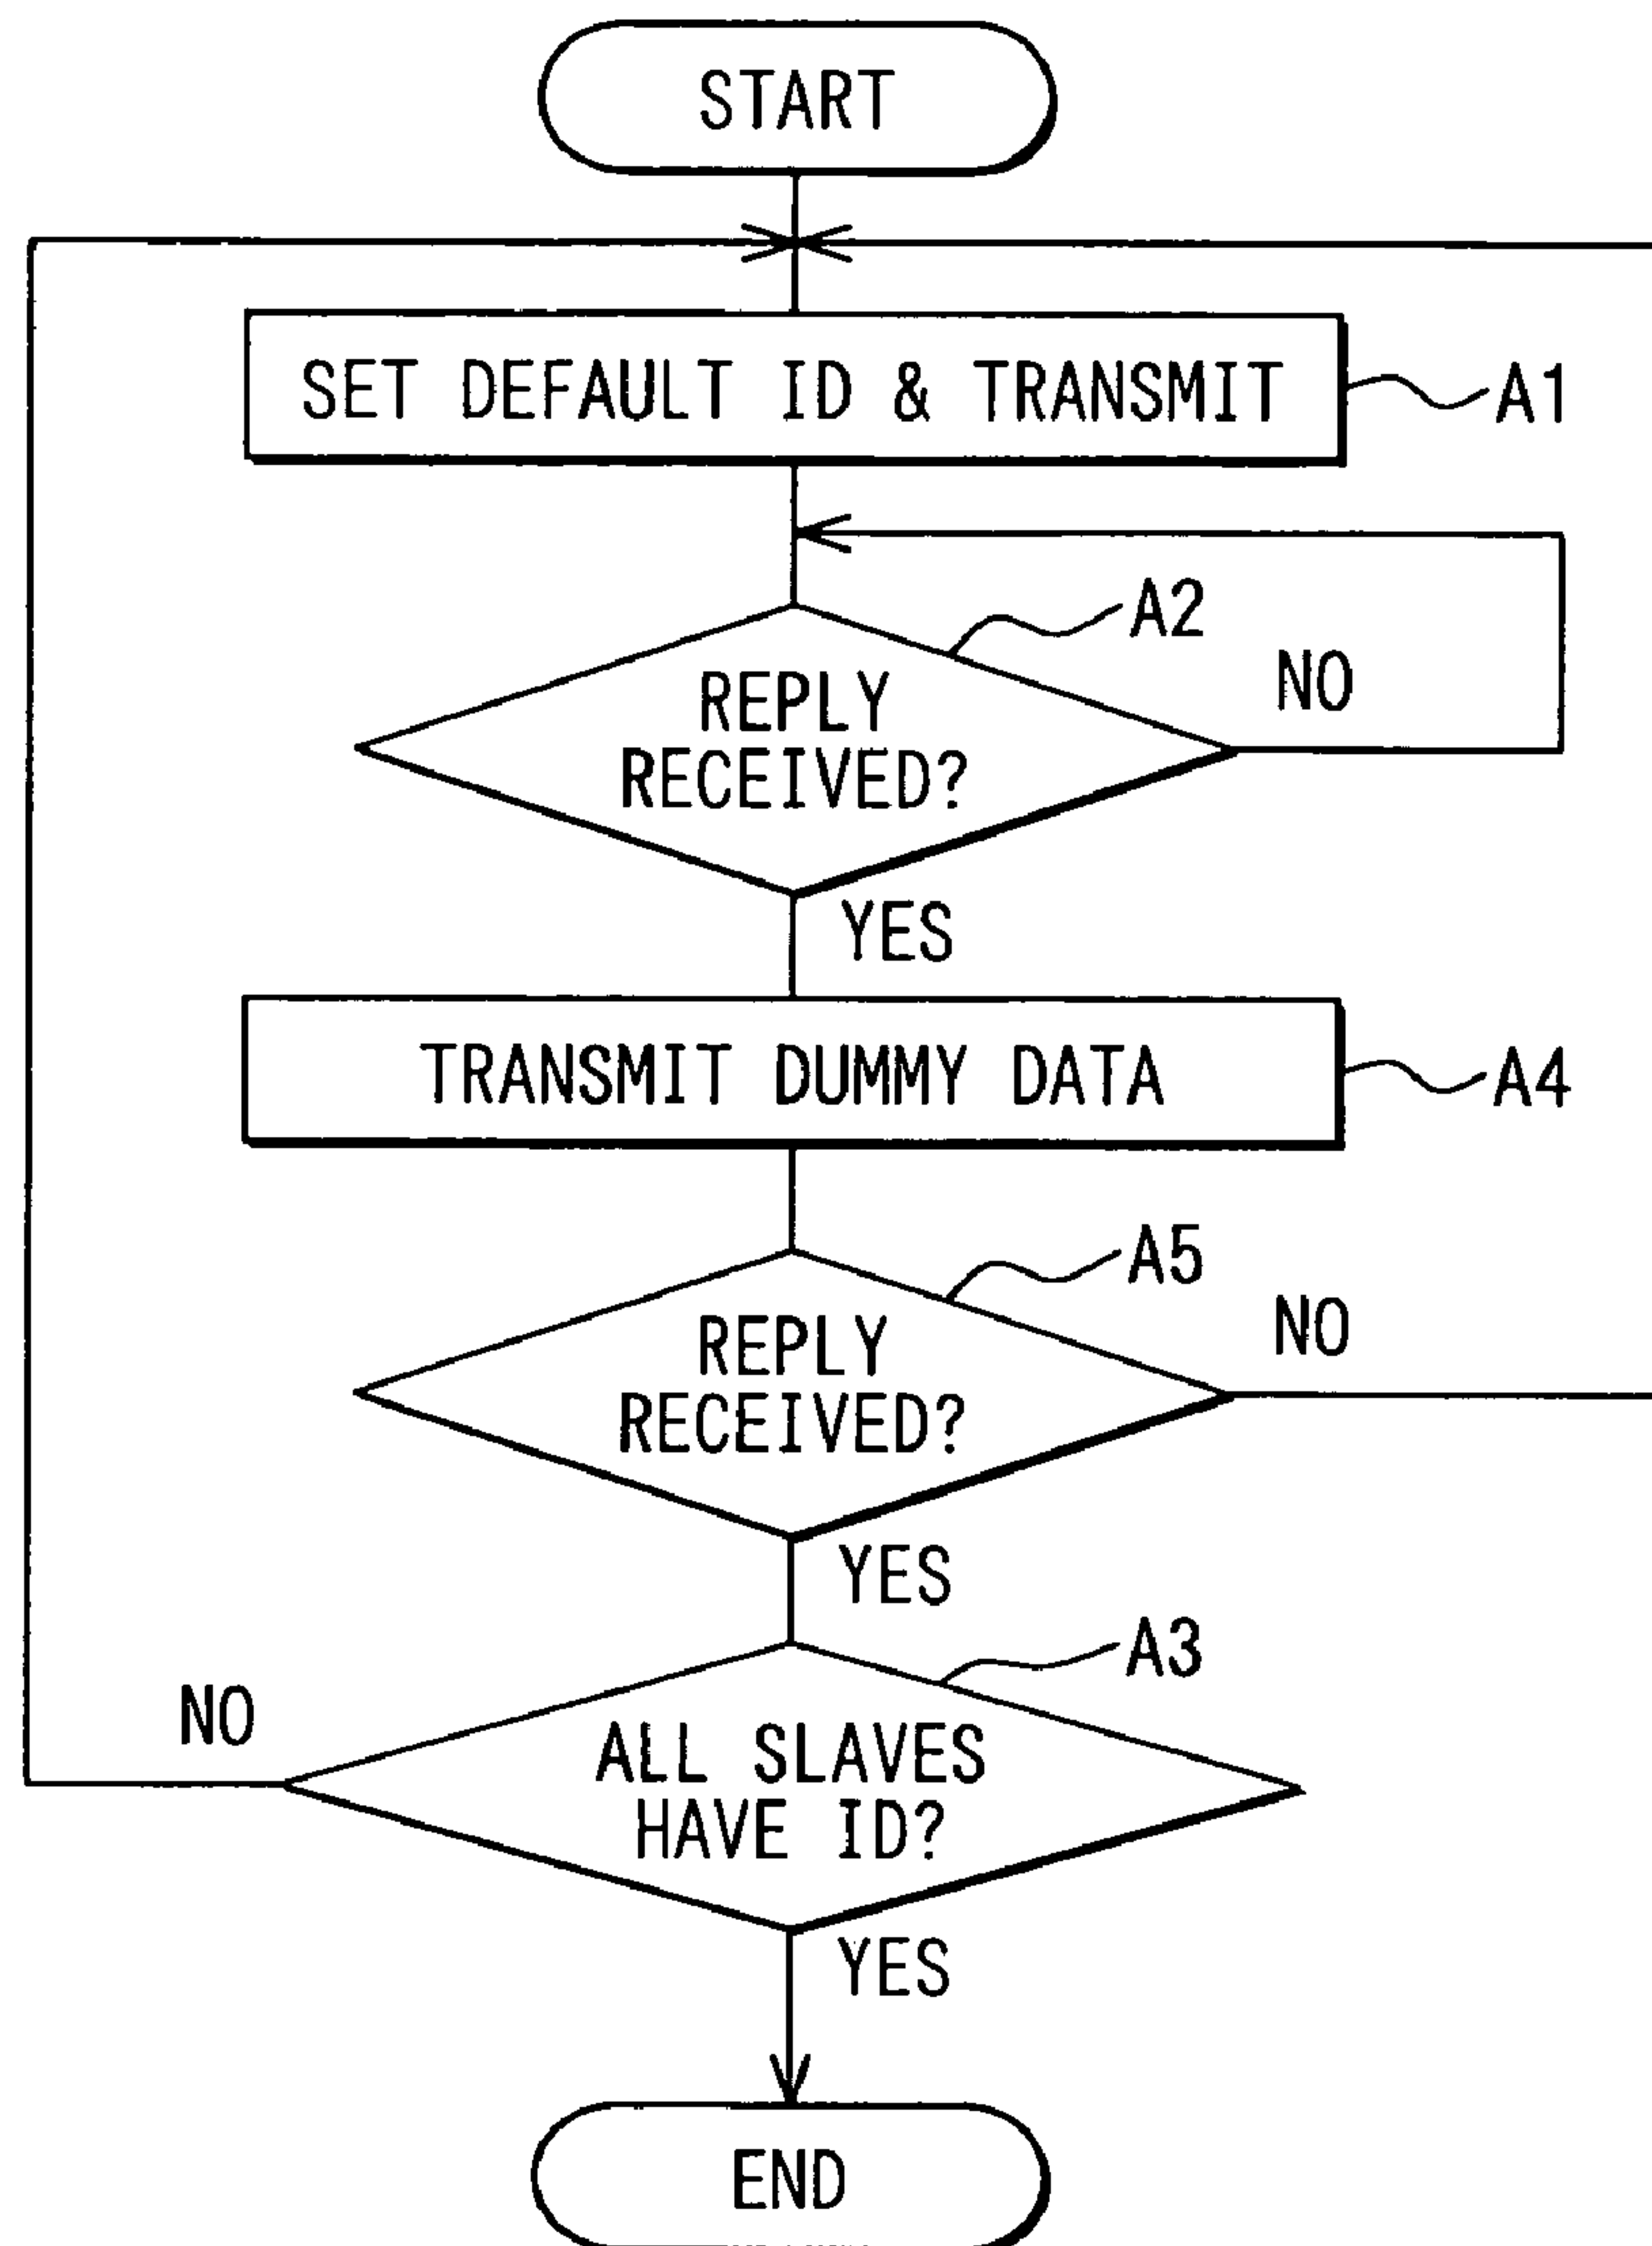 START
SET DEFAULT ID & TRANSMIT
A1
A2
REPLY
RECEIVED?
NO
YES
TRANSMIT DUMMY DATA
A4
A5
REPLY
RECEIVED?
NO
YES
A3
ALL SLAVES
HAVE ID?
NO
YES
END